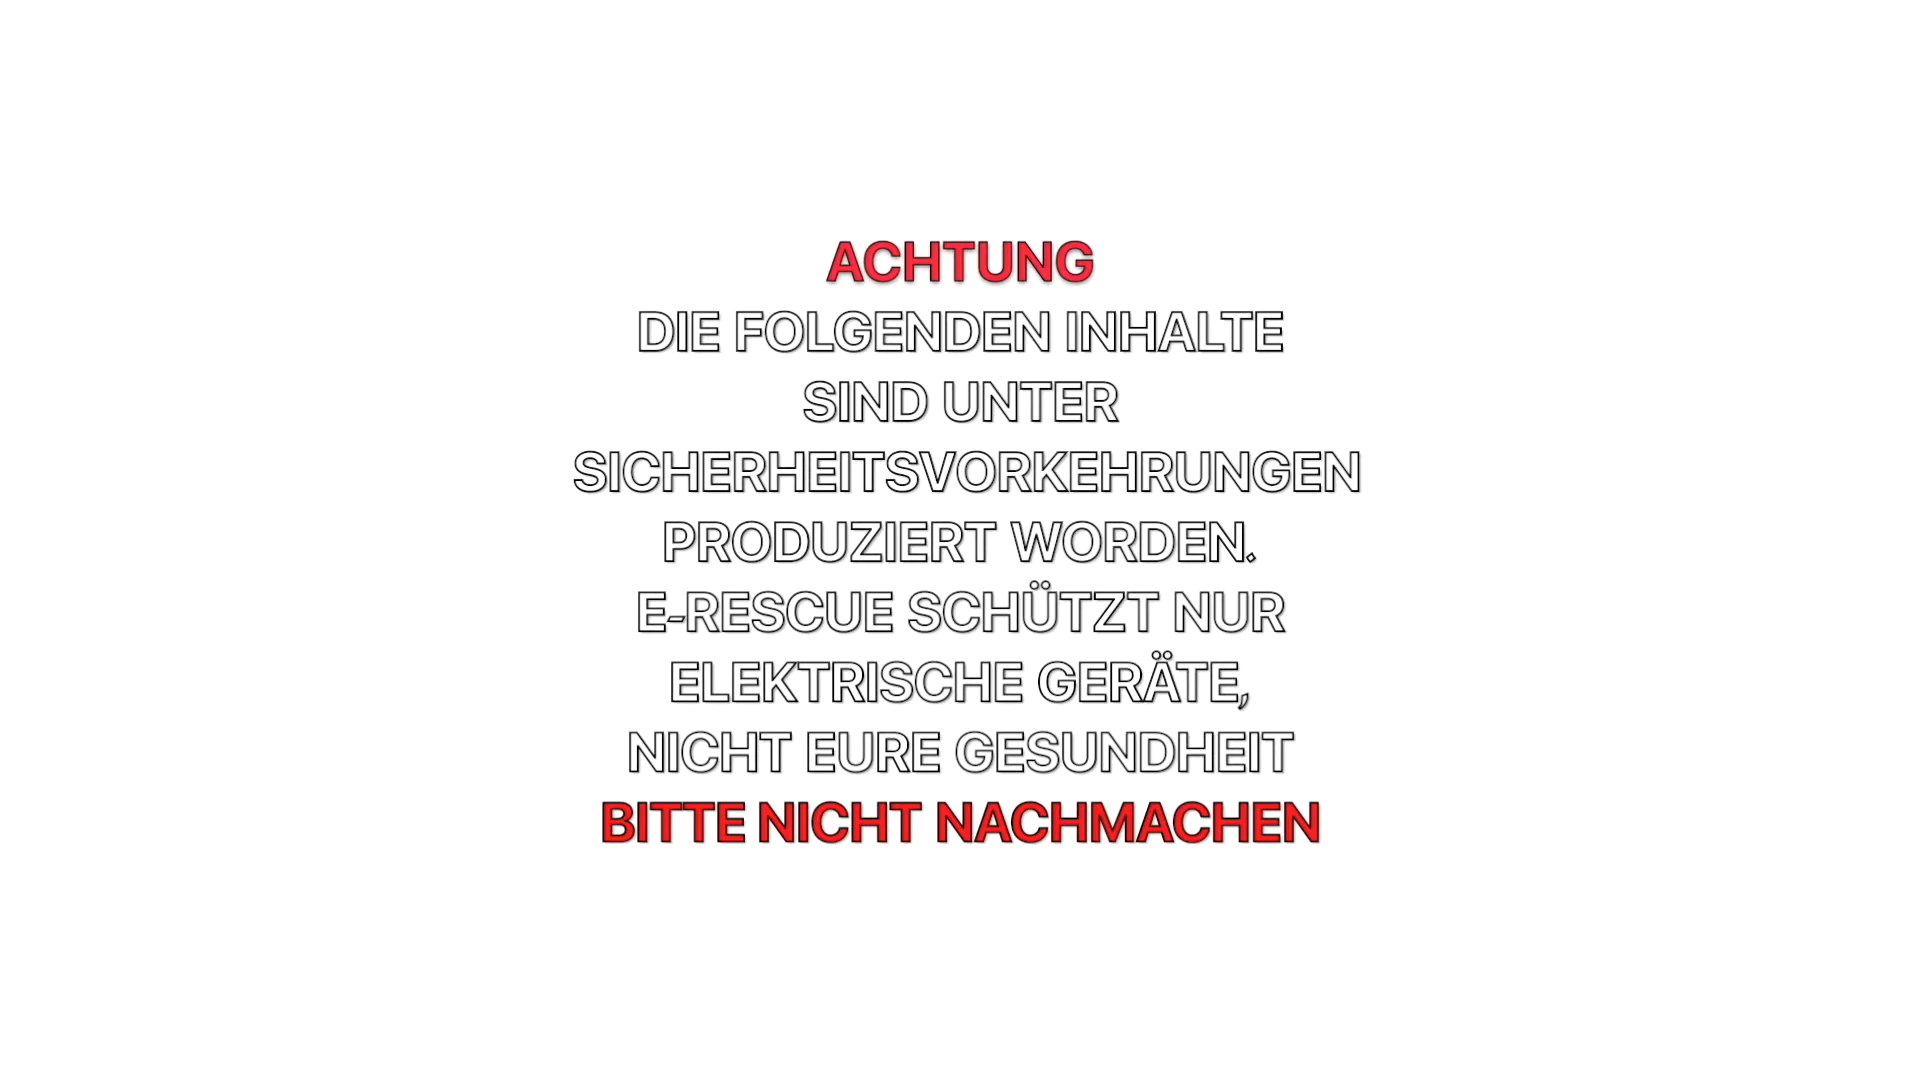 ACHTUNG
DIE FOLGENDEN INHALTE
SIND UNTER
SICHERHEITSVORKEHRUNGEN
PRODUZIERT WORDEN.
E-RESCUE SCHÜTZT NUR
ELEKTRISCHE GERÄTE,
NICHT EURE GESUNDHEIT
BITTE NICHT NACHMACHEN